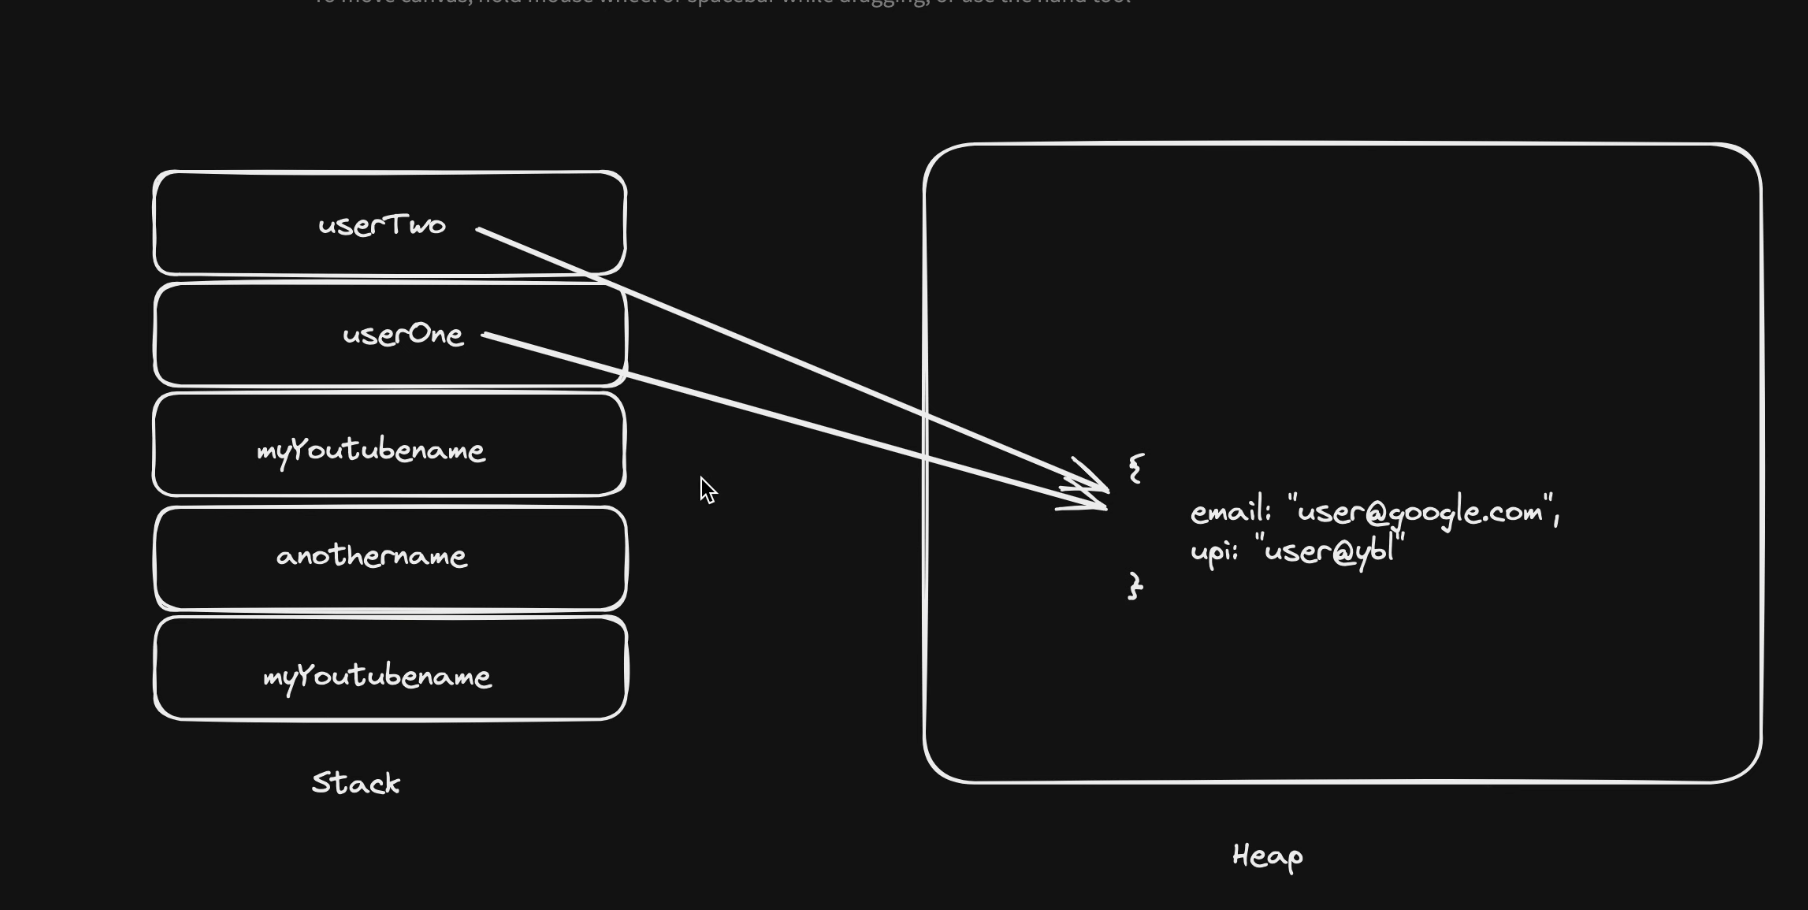 To move canvas, hold mouse wheel or spacebar while dragging, or use the hand tool
userTwo
userOne
myYoutubename
anothername
myYoutubename
Stack
{
email: "user@google.com",
upi: "user@ybl"
}
Heap